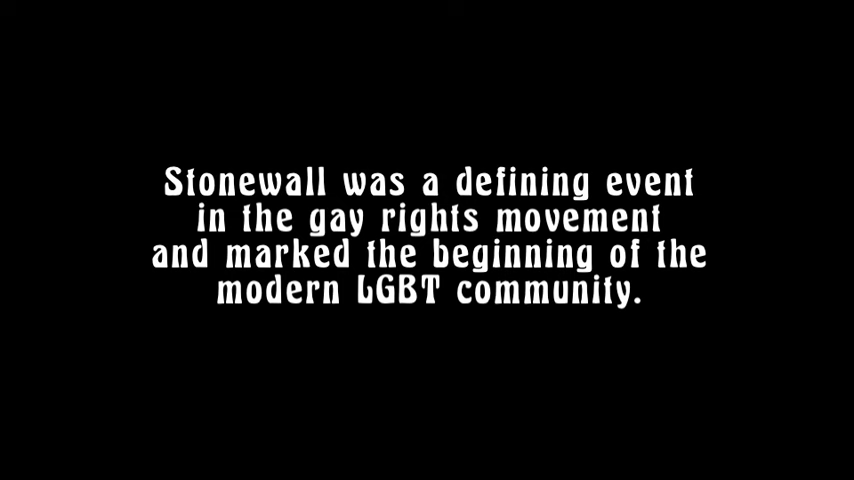 Stonewall was a defining event
in the gay rights movement
and marked the beginning of the
modern LGBT community.